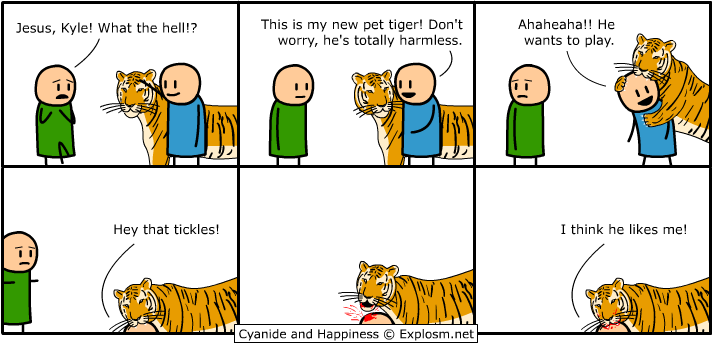 Jesus, Kyle! What the hell!?
This is my new pet tiger! Don't
worry, he's totally harmless.
Ahaheaha!! He
wants to play.
Hey that tickles!
I think he likes me!
Cyanide and Happiness © Explosm.net